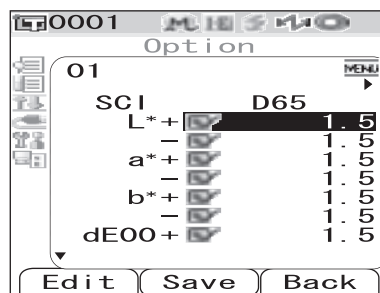 0001
Option
01 MENU
SCI D65
L*+ 1.5
− 1.5
a*+ 1.5
− 1.5
b*+ 1.5
− 1.5
dE00+ 1.5
Edit Save Back